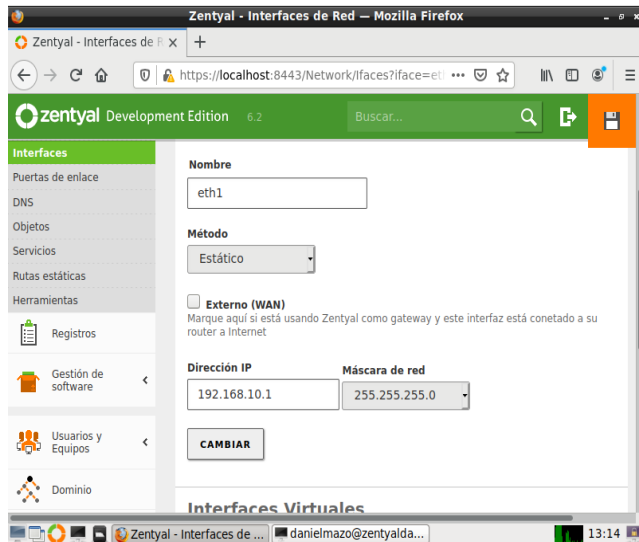 Zentyal - Interfaces de Red — Mozilla Firefox
Zentyal - Interfaces de R
https://localhost:8443/Network/Ifaces?iface=et
zentyal Development Edition 6.2
Buscar...
Interfaces
Puertas de enlace
DNS
Objetos
Servicios
Rutas estáticas
Herramientas
Registros
Gestión de
software
Usuarios y
Equipos
Dominio
Nombre
eth1
Método
Estático
Externo (WAN)
Marque aquí si está usando Zentyal como gateway y este interfaz está conetado a su
router a Internet
Dirección IP
Máscara de red
192.168.10.1
255.255.255.0
CAMBIAR
Interfaces Virtuales
Zentyal - Interfaces de ...
danielmazo@zentyalda...
13:14